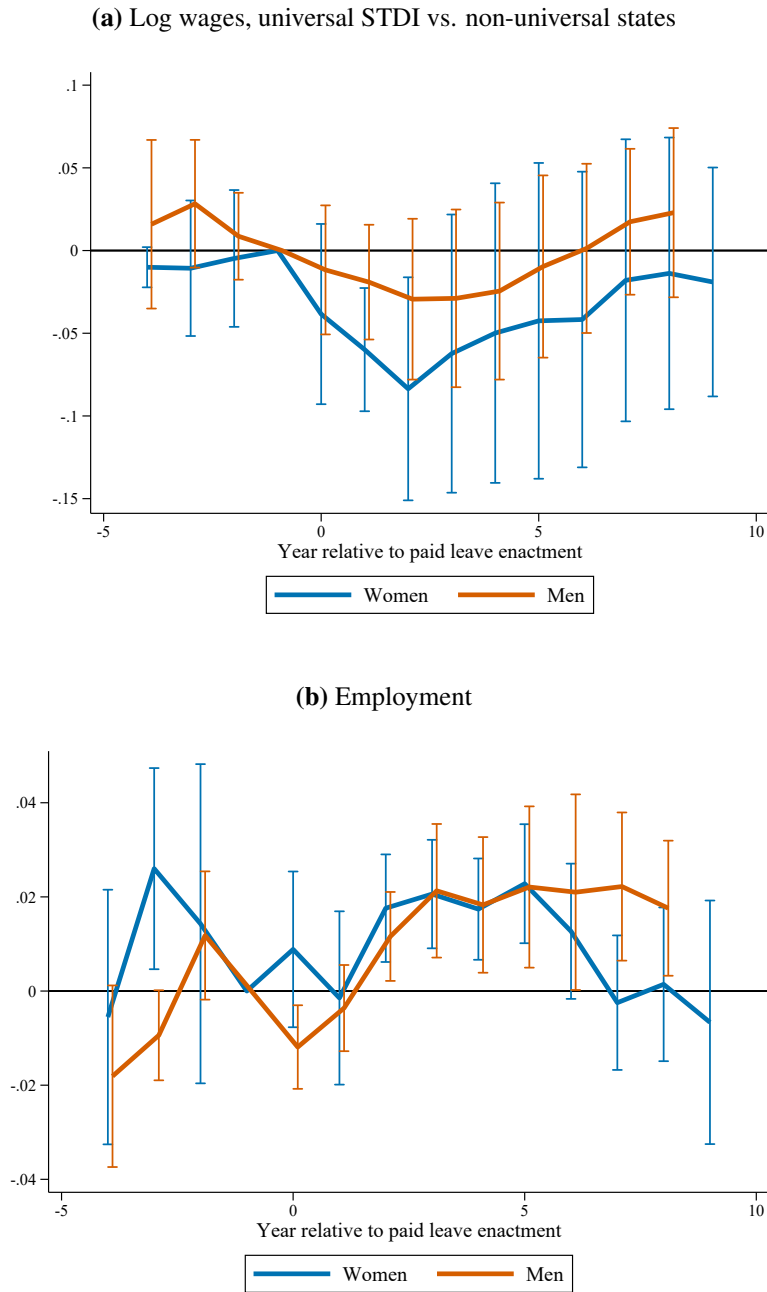 (a) Log wages, universal STDI vs. non-universal states
.1
.05
0
-.05
-.1
-.15
-5 0 5 10
Year relative to paid leave enactment
Women Men
(b) Employment
.04
.02
0
-.02
-.04
-5 0 5 10
Year relative to paid leave enactment
Women Men